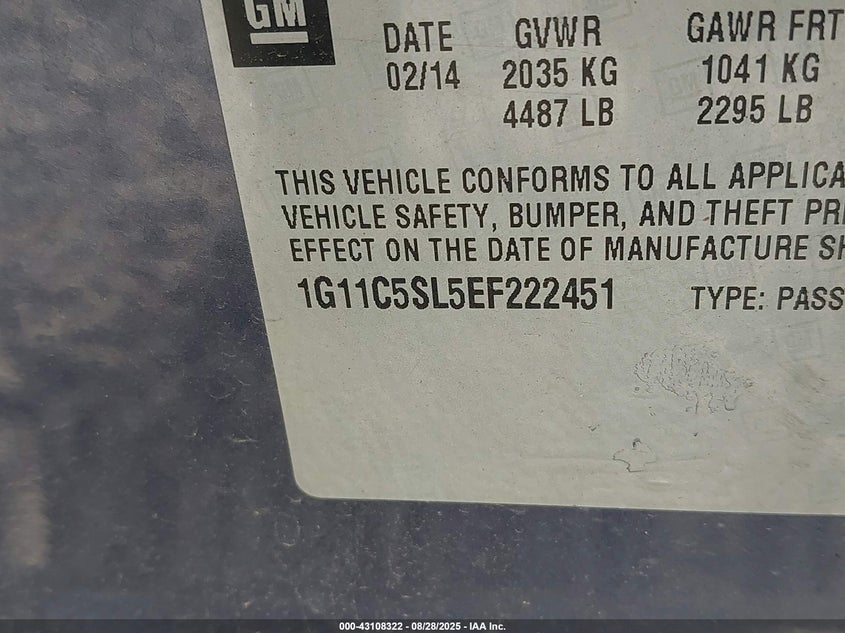 GM
DATE GVWR GAWR FRT
02/14 2035 KG 1041 KG
4487 LB 2295 LB
THIS VEHICLE CONFORMS TO ALL APPLICA
VEHICLE SAFETY, BUMPER, AND THEFT PRE
EFFECT ON THE DATE OF MANUFACTURE SH
1G11C5SL5EF222451 TYPE: PASS
000-43108322 - 08/28/2025 - IAA Inc.